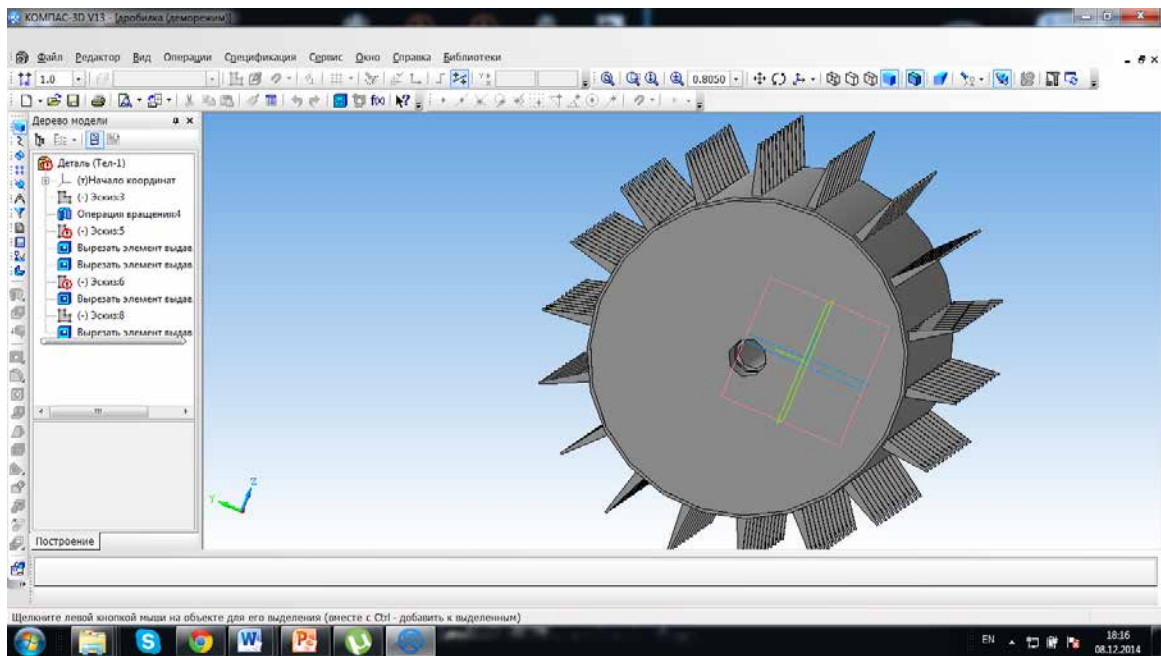 КОМПАС-3D V13 - [дробилка (деморежим)]
Файл Редактор Вид Операции Спецификация Сервис Окно Справка Библиотеки
1.0 0.8050
f(x)
Дерево модели
Деталь (Тел-1)
(т)Начало координат
(-) Эскиз:3
Операция вращения:4
(-) Эскиз:5
Вырезать элемент выдав
Вырезать элемент выдав
(-) Эскиз:6
Вырезать элемент выдав
(-) Эскиз:8
Вырезать элемент выдав
Z
Y
Построение
Щелкните левой кнопкой мыши на объекте для его выделения (вместе с Ctrl - добавить к выделенным)
EN 18:16
08.12.2014